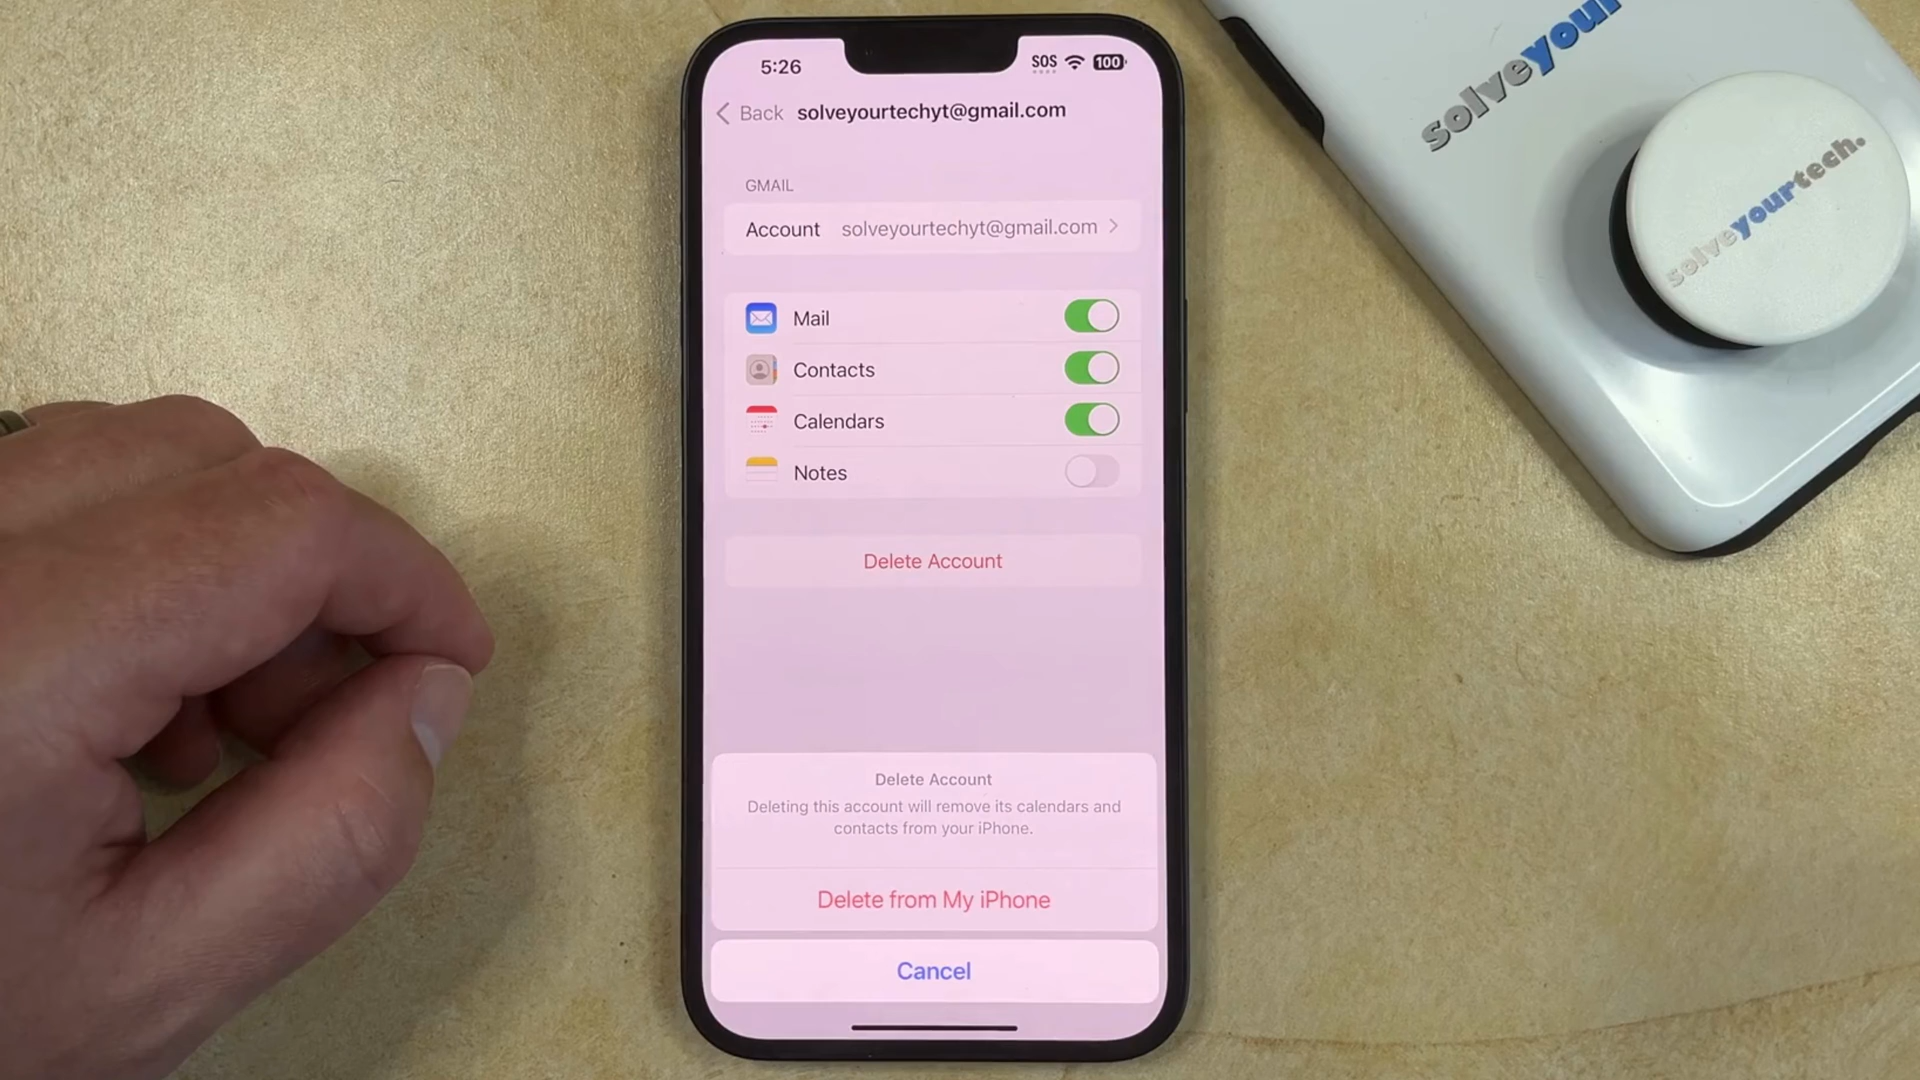 5:26
SOS
100
Back
solveyourtechyt@gmail.com
GMAIL
Account solveyourtechyt@gmail.com
Mail
Contacts
Calendars
Notes
Delete Account
Delete Account
Deleting this account will remove its calendars and
contacts from your iPhone.
Delete from My iPhone
Cancel
solveyour
solveyourtech.